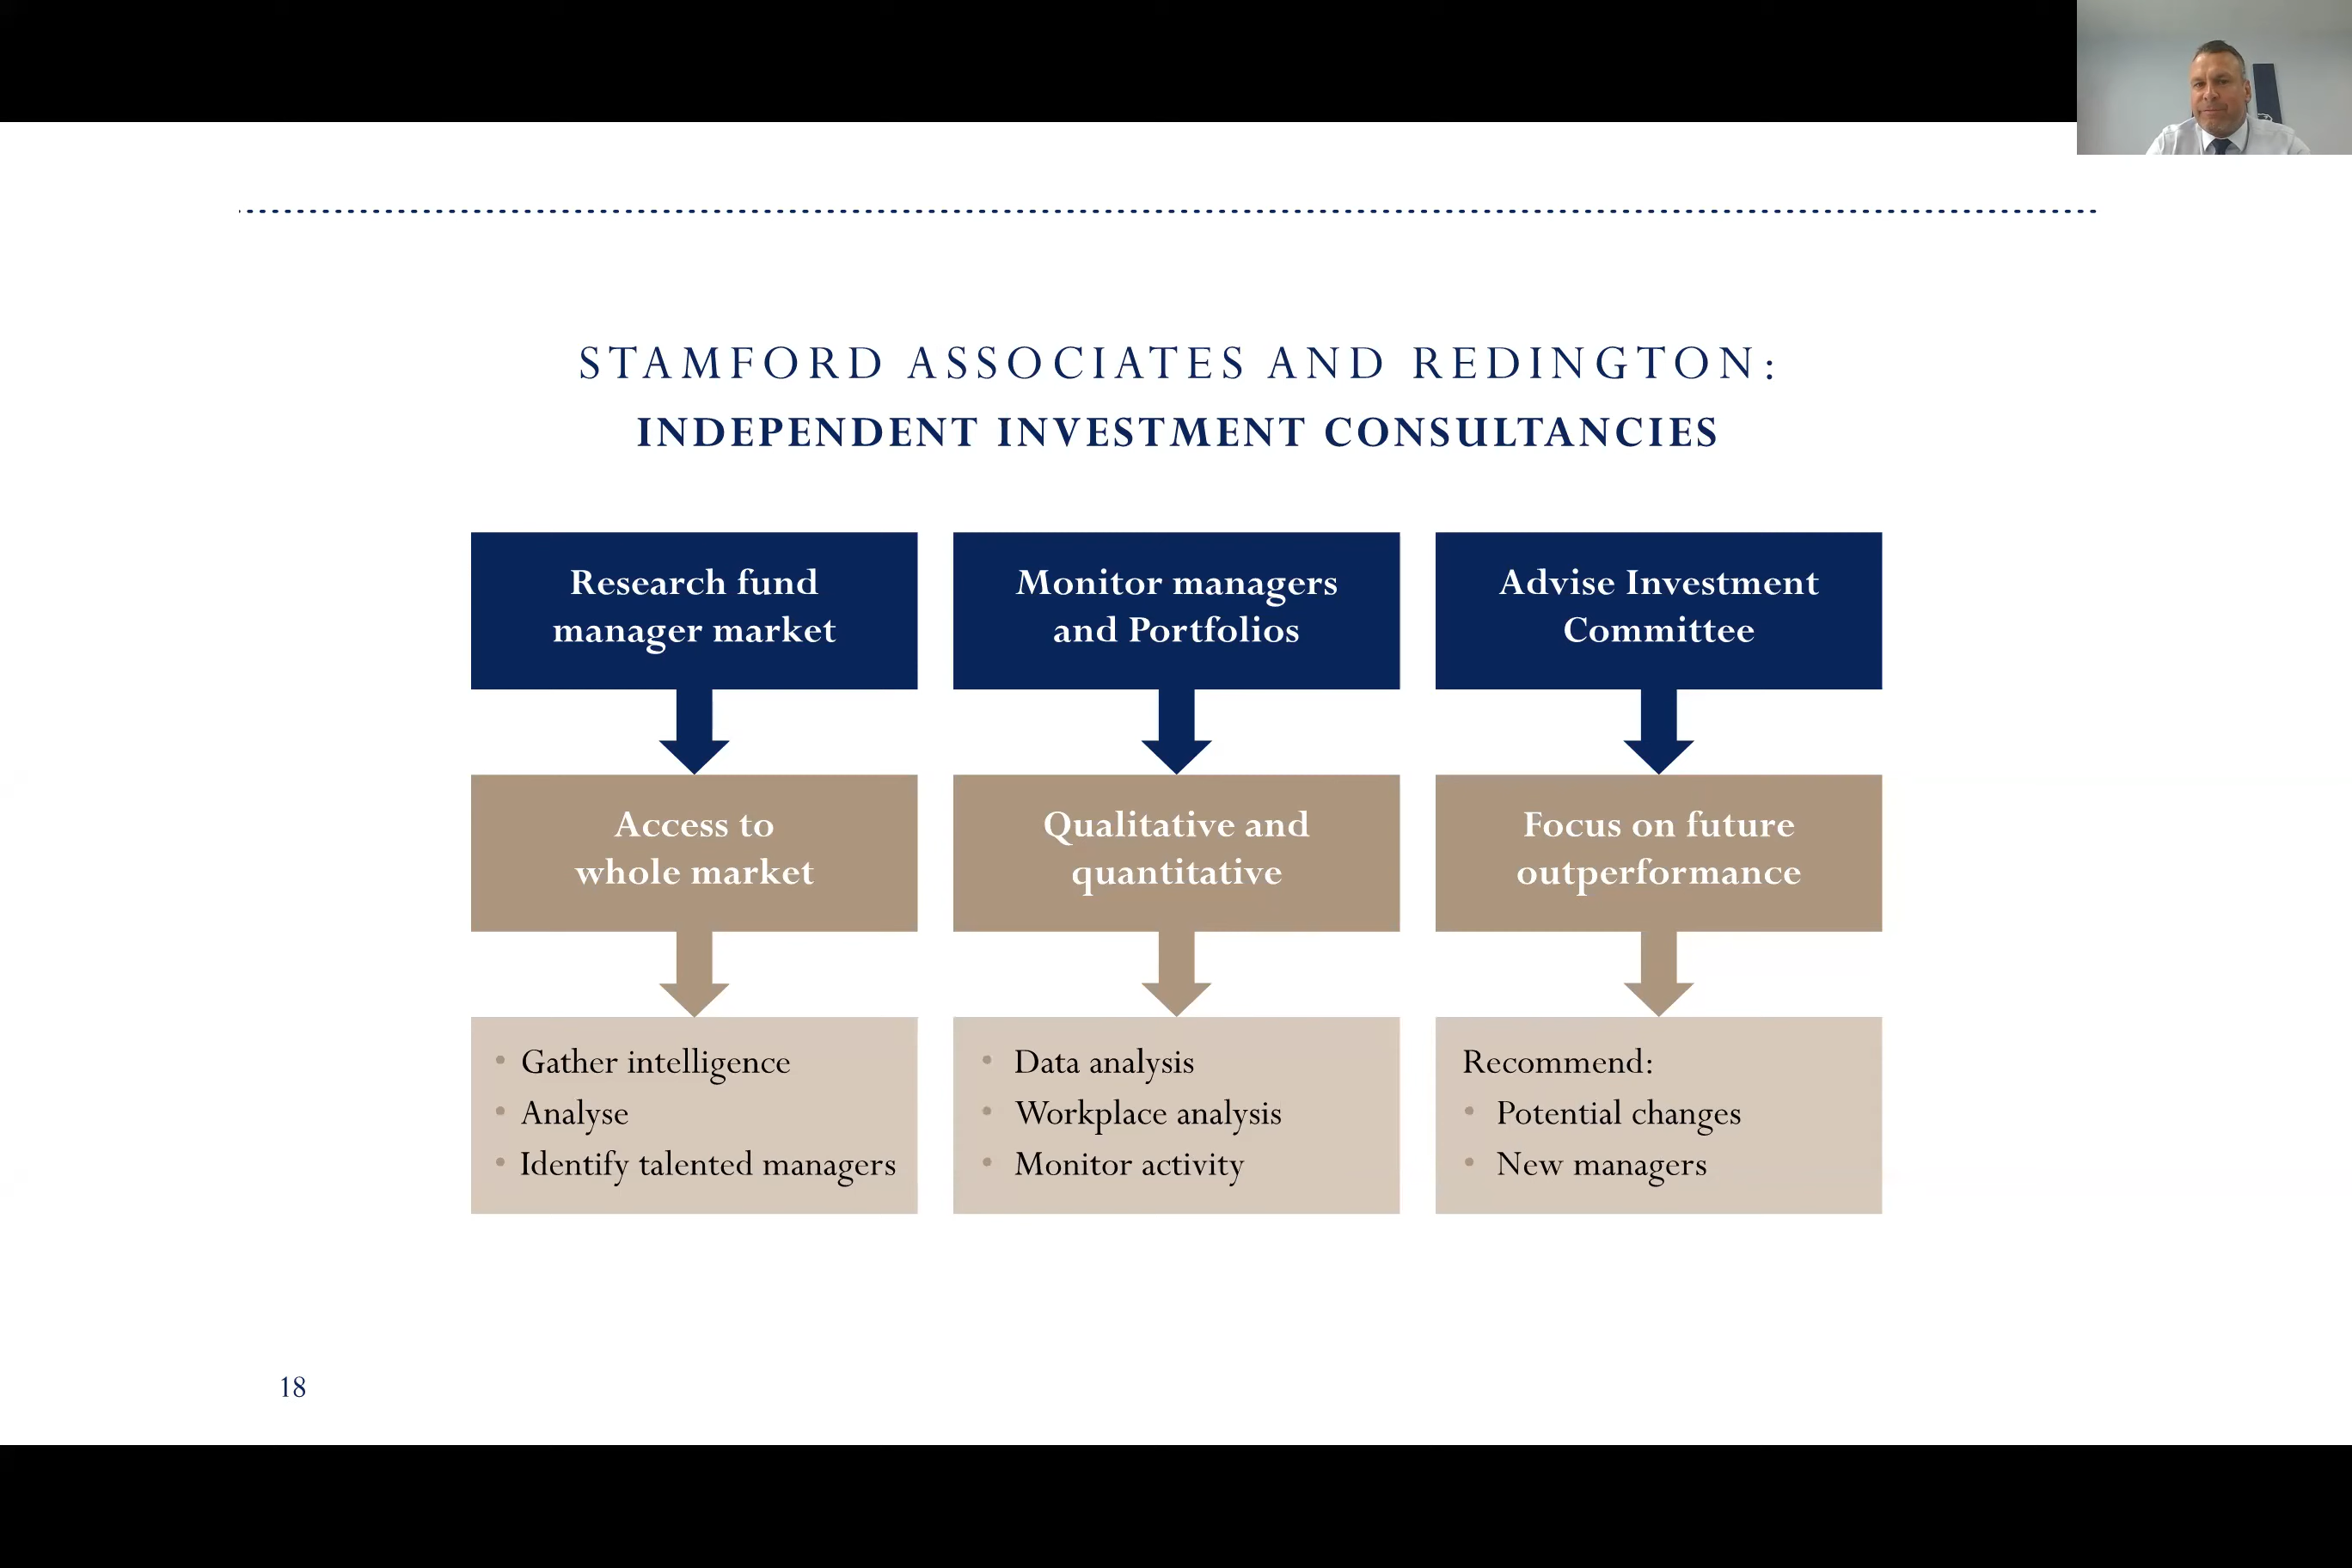 STAMFORD ASSOCIATES AND REDINGTON:
INDEPENDENT INVESTMENT CONSULTANCIES
Research fund
manager market
Access to
whole market
• Gather intelligence
• Analyse
• Identify talented managers
Monitor managers
and Portfolios
Qualitative and
quantitative
• Data analysis
• Workplace analysis
• Monitor activity
Advise Investment
Committee
Focus on future
outperformance
Recommend:
• Potential changes
• New managers
18